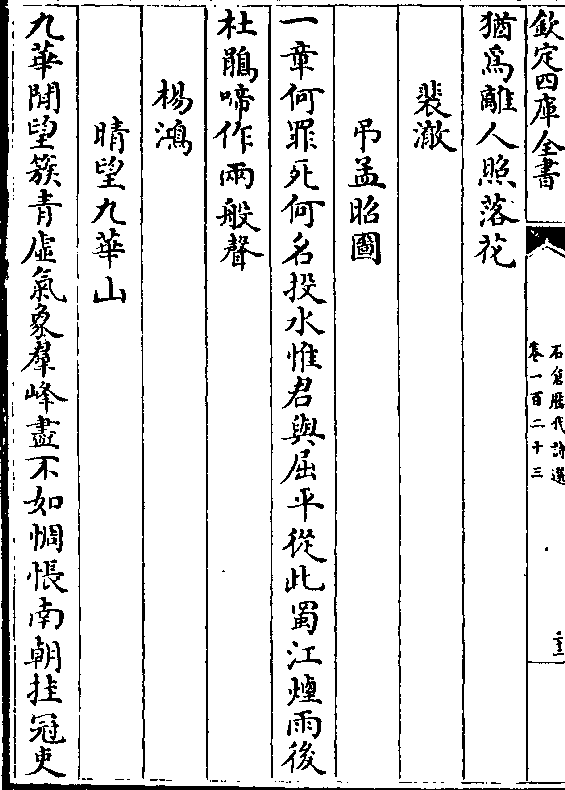 欽定四庫全書
石倉歷代詩選
卷一百二十三
猶為離人照落花
裴澈
弔孟昭圖
一章何罪死何名投水惟君與屈平從此蜀江煙雨後
杜鵑啼作兩般聲
楊鴻
晴望九華山
九華閒望簇青虛氣象羣峰盡不如惆悵南朝挂冠吏